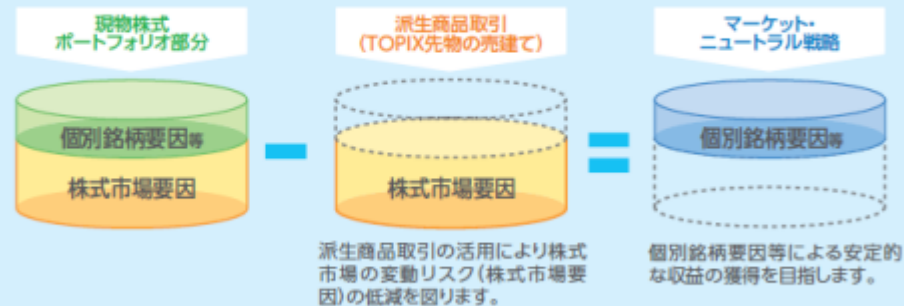 現物株式
ポートフォリオ部分
派生商品取引
(TOPIX先物の売建て)
マーケット・
ニュートラル戦略
個別銘柄要因等
株式市場要因
株式市場要因
個別銘柄要因等
派生商品取引の活用により株式
市場の変動リスク(株式市場要
因)の低減を図ります。
個別銘柄要因等による安定的
な収益の獲得を目指します。